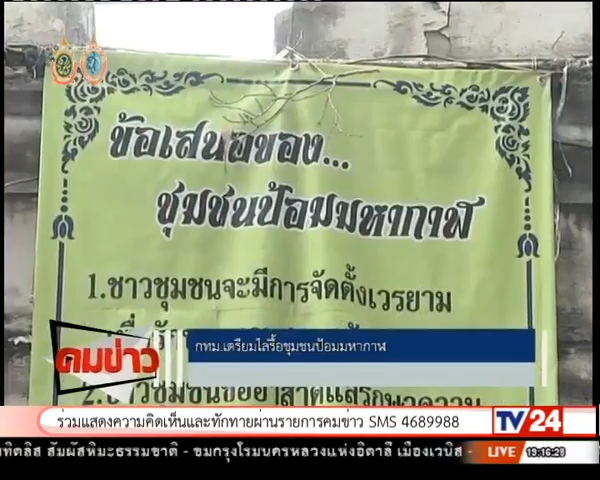 ข้อเสนอของ...
ชุมชนป้อมมหากาฬ
1.ชาวชุมชนจะมีการจัดตั้งเวรยาม
คมข่าว
กทม.เตรียมไล่รื้อชุมชนป้อมมหากาฬ
ร่วมแสดงความคิดเห็นและทักทายผ่านรายการคมข่าว SMS 4689988
TV24
สัมผัสหิมะธรรมชาติ - ชมกรุงโรมนครหลวงแห่งอิตาลี เมืองเวนิส -
LIVE
19:16:28